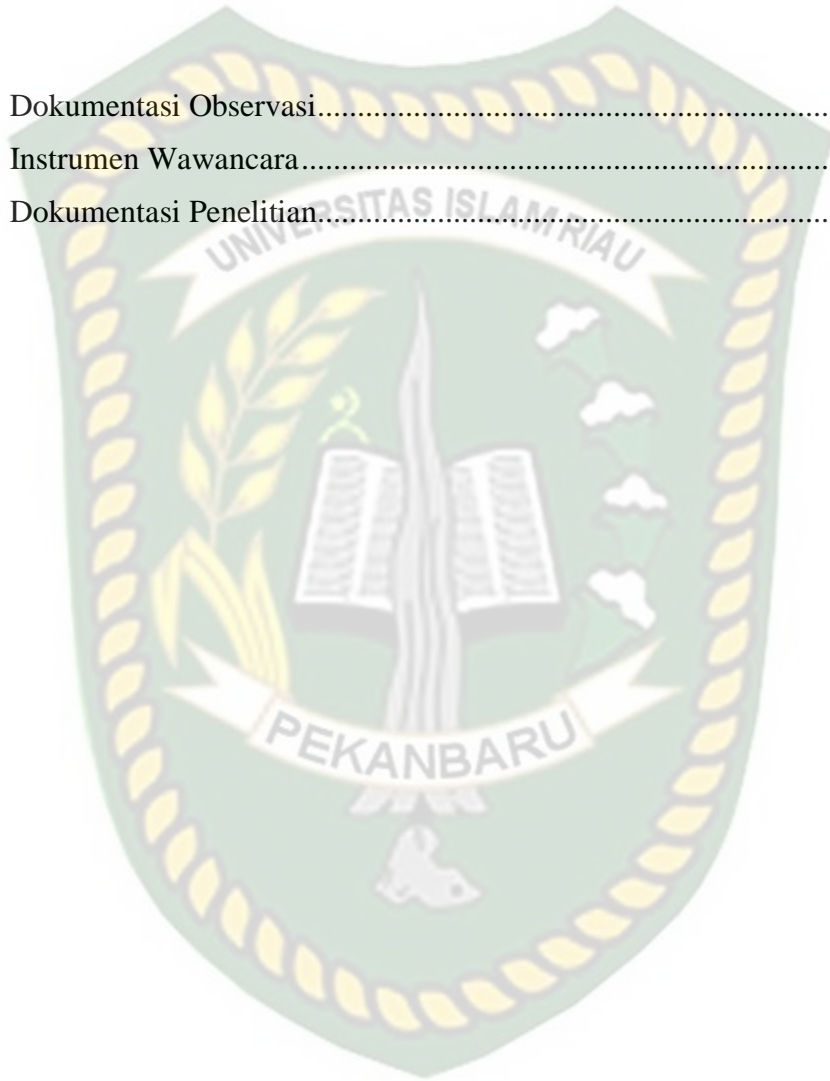 Dokumentasi Observasi................................................................
Instrumen Wawancara..................................................................
Dokumentasi Penelitian................................................................
UNIVERSITAS ISLAM RIAU
PEKANBARU